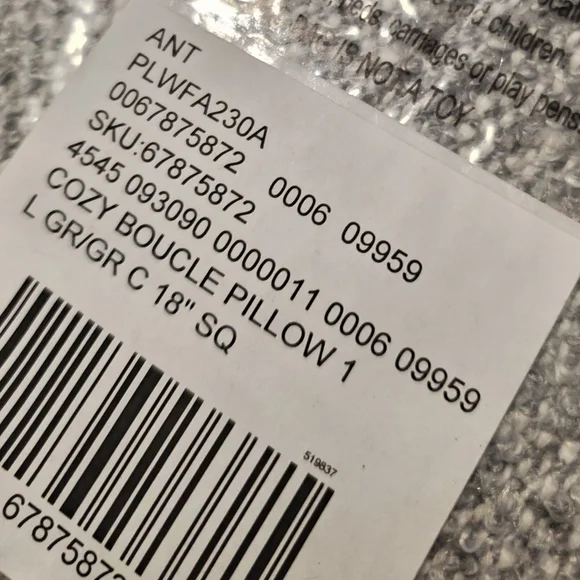 and children
beds, carriages or play pens
IS NOT A TOY
ANT
PLWFA230A
0067875872 0006 09959
SKU:67875872
4545 093090 0000011 0006 09959
COZY BOUCLE PILLOW 1
L GR/GR C 18" SQ
519837
6787587